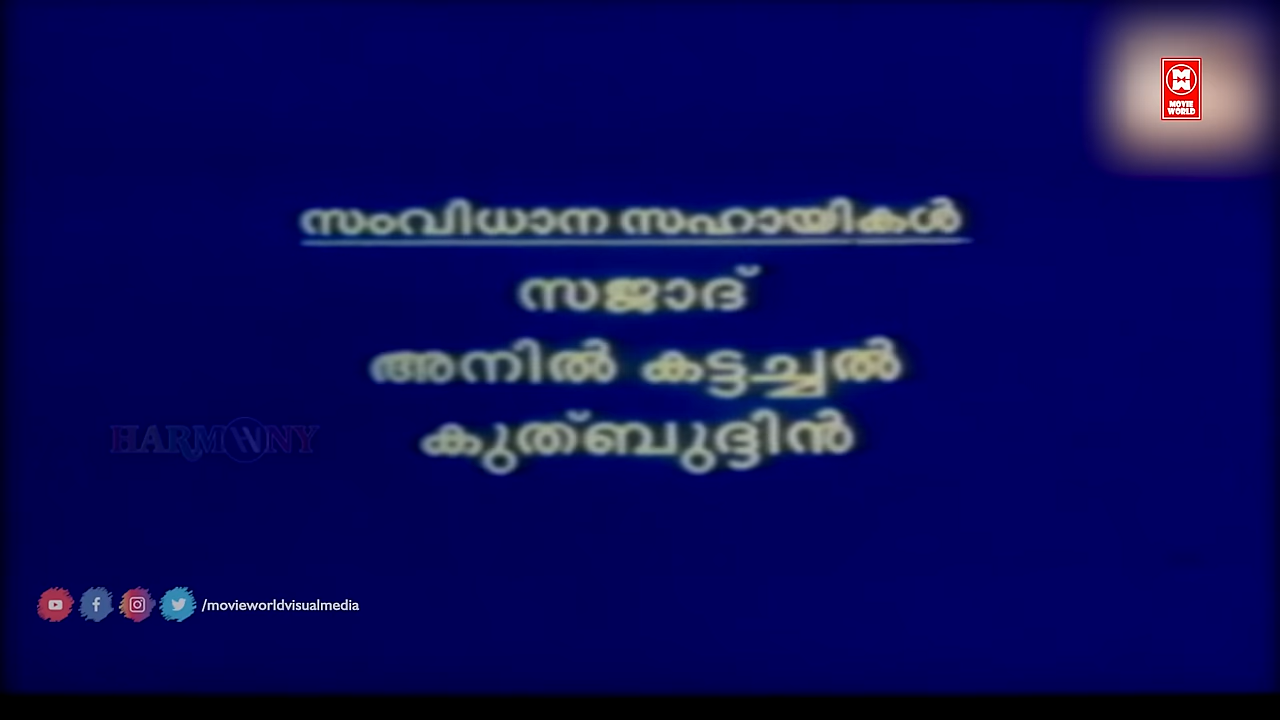 MOVIE
WORLD
സംവിധാന സഹായികൾ
സജാദ്
അനിൽ കട്ടച്ചൽ
കുത്ബുദ്ദിൻ
HARMONY
/movieworldvisualmedia